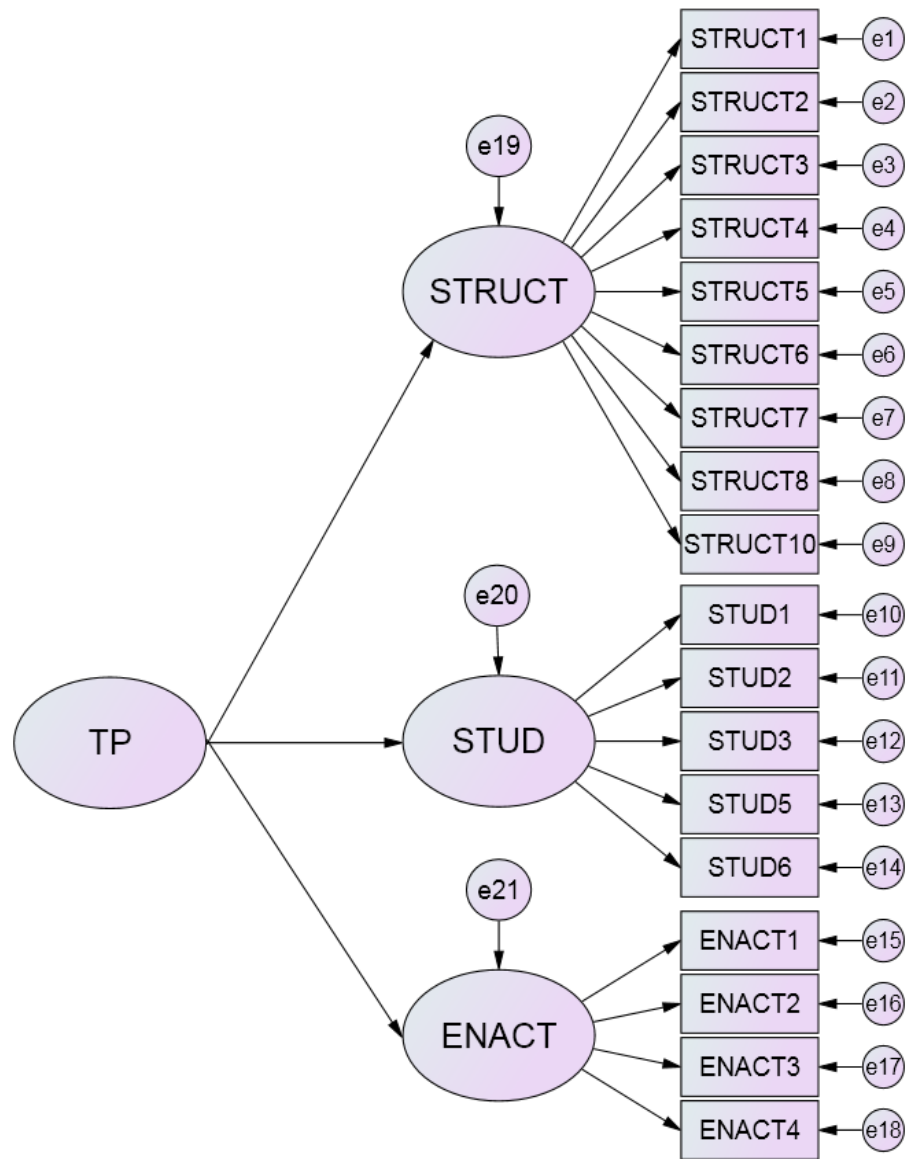 STRUCT1 e1
STRUCT2 e2
e19
STRUCT3 e3
STRUCT4 e4
STRUCT
STRUCT5 e5
STRUCT6 e6
STRUCT7 e7
STRUCT8 e8
STRUCT10 e9
e20
STUD1 e10
STUD2 e11
TP
STUD
STUD3 e12
STUD5 e13
STUD6 e14
e21
ENACT1 e15
ENACT2 e16
ENACT
ENACT3 e17
ENACT4 e18